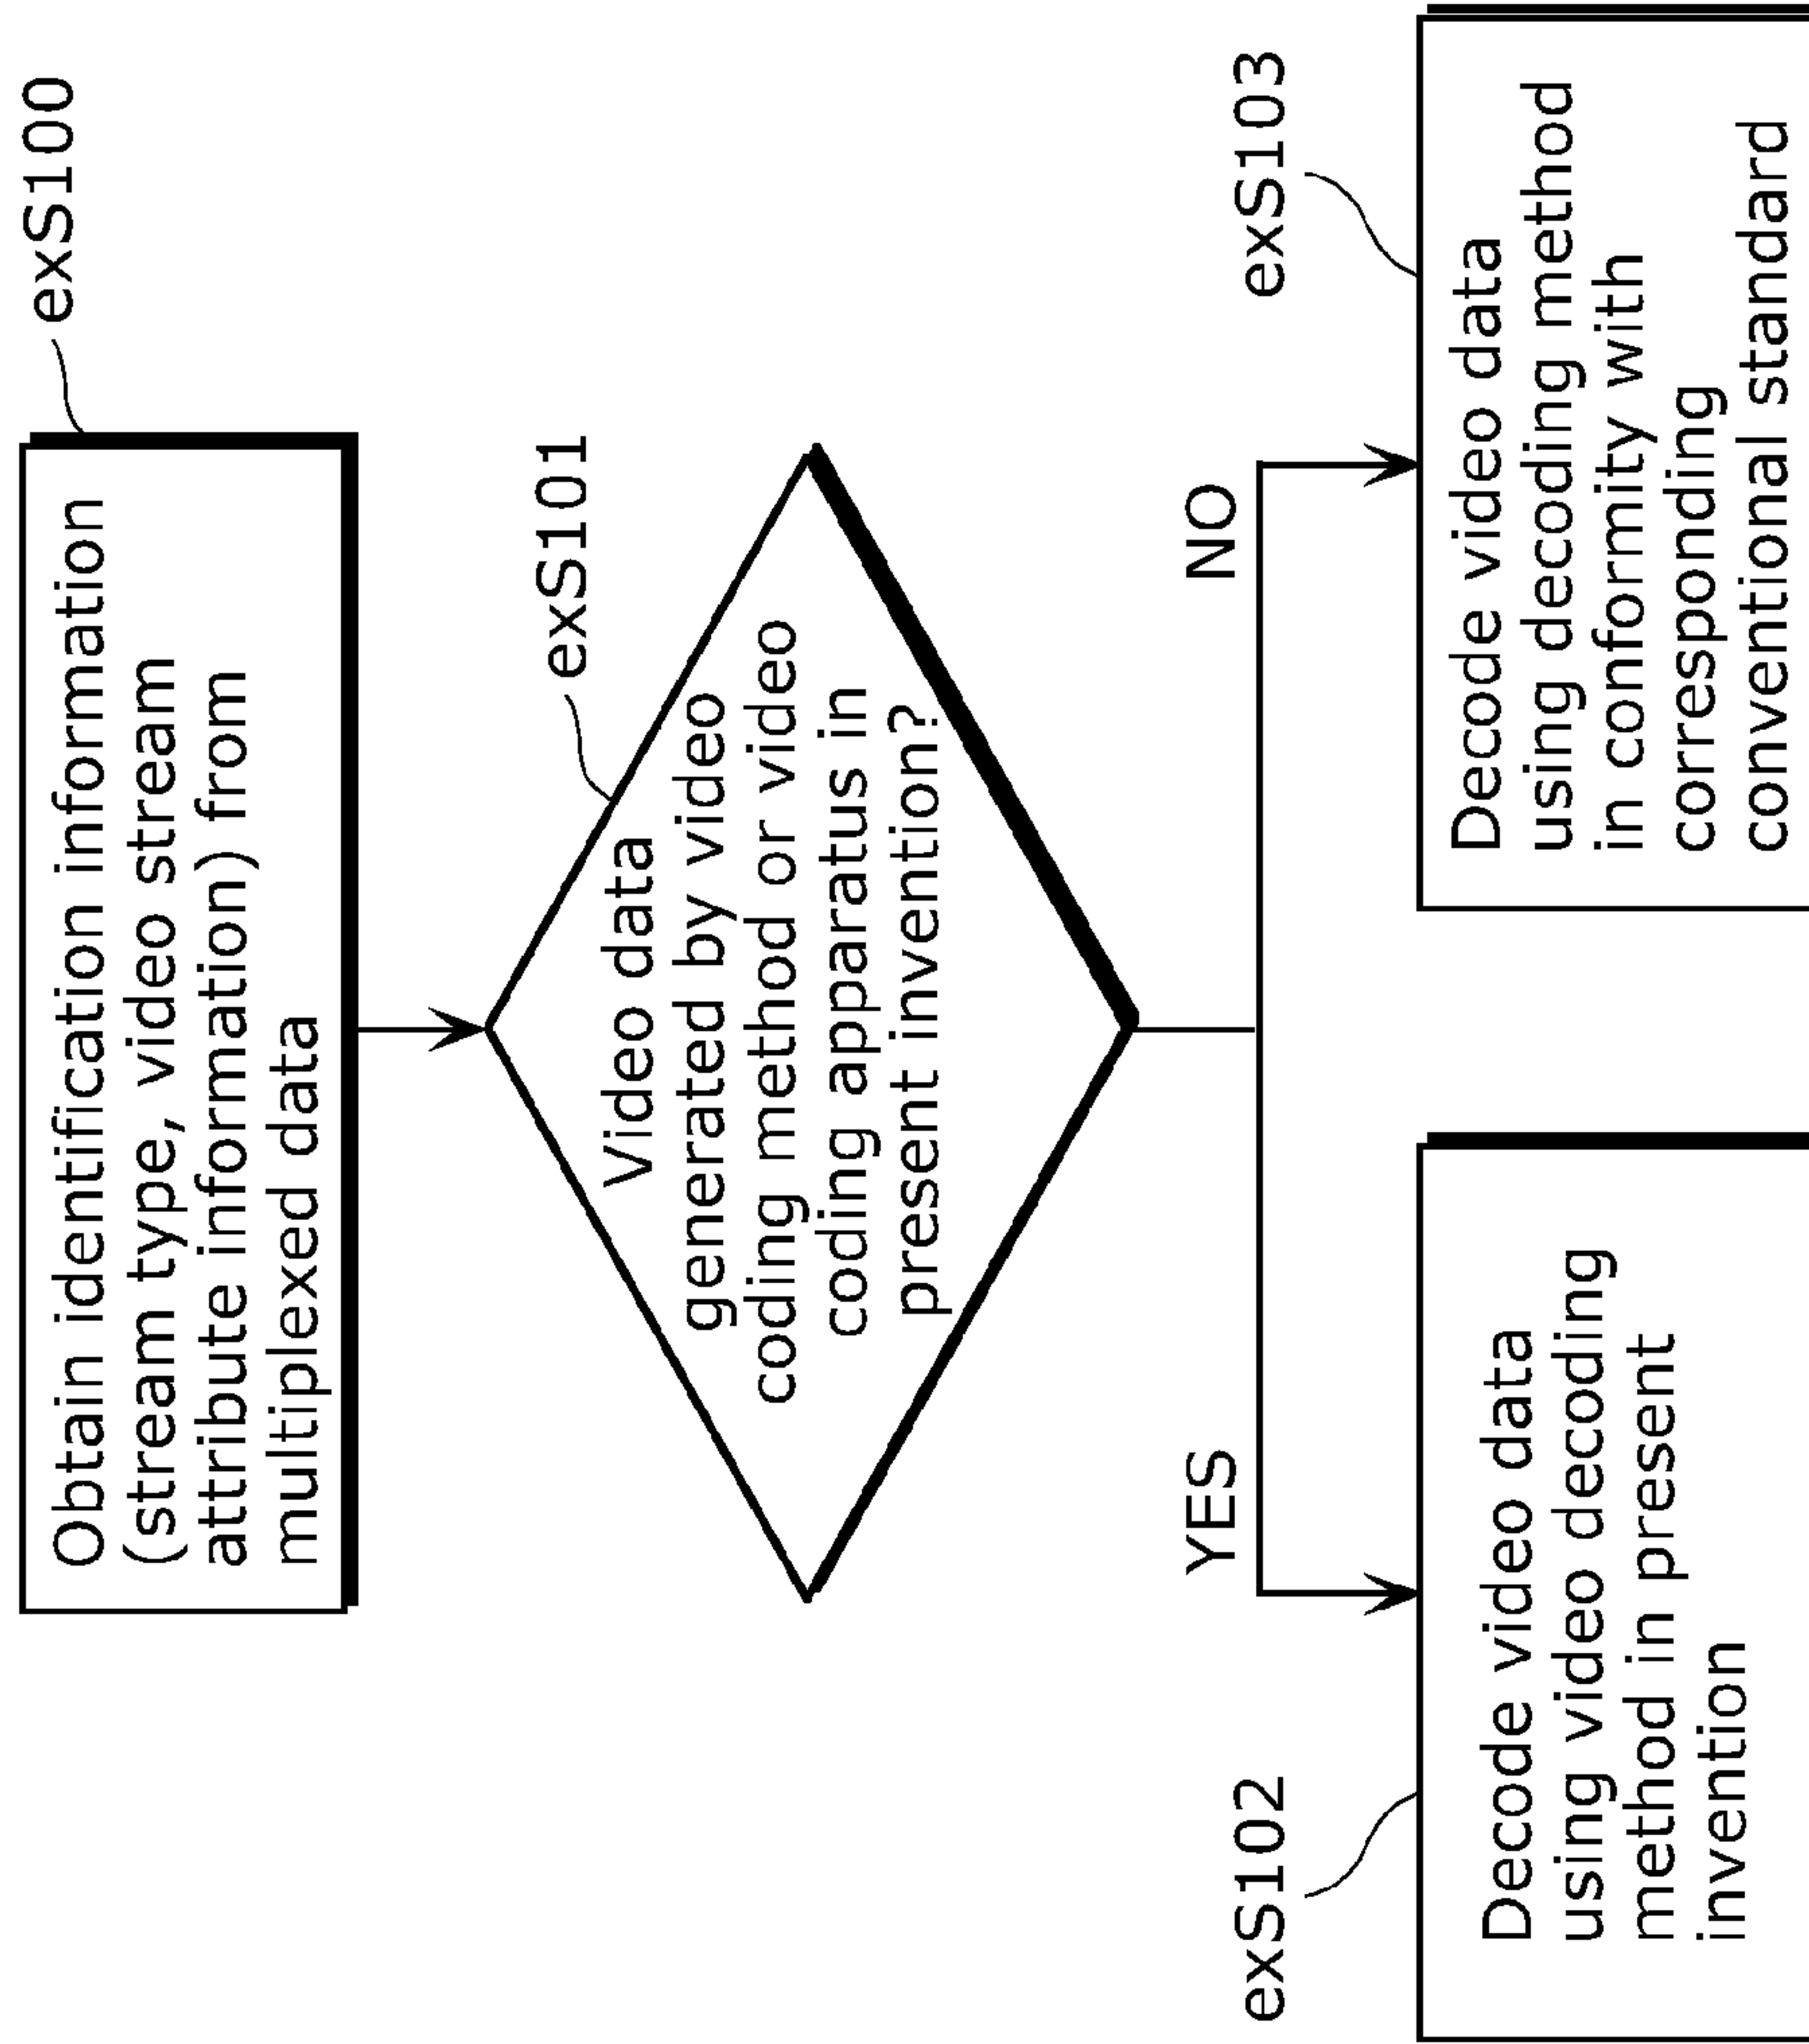 exS100
Obtain identification information
(stream type, video stream
attribute information) from
multiplexed data
exS101
Video data
generated by video
coding method or video
coding apparatus in
present invention?
YES
NO
exS102
exS103
Decode video data
using video decoding
method in present
invention
Decode video data
using decoding method
in conformity with
corresponding
conventional standard